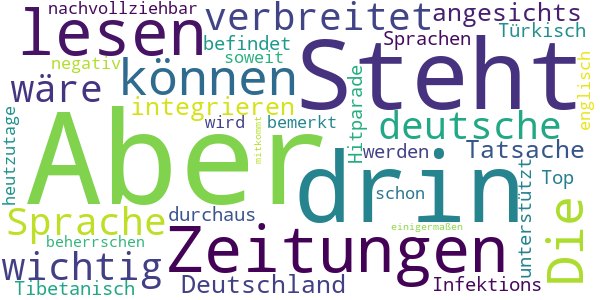 nachvollziehbar
lesen verbreitet angesichts
befindet Sprachen Türkisch
negativ soweit Steht
wäre können
integrieren Hitparade englisch
heutzutage Aber wird bemerkt deutsche
mitkommt werden Tatsache
drin unterstützt Top
Sprache durchaus schon Die
beherrschen Zeitungen einigermaßen
wichtig Deutschland
Tibetanisch Infektions